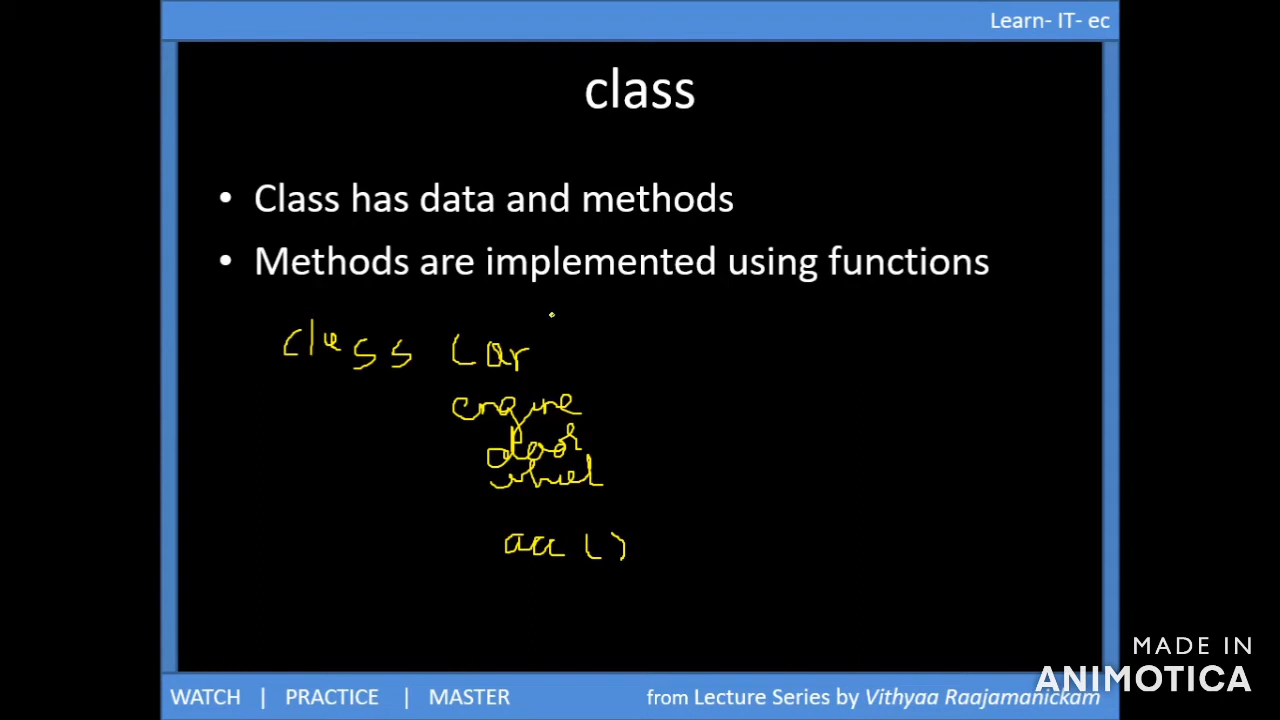 Learn- IT- ec
class
• Class has data and methods
• Methods are implemented using functions
class Car
engine
door
wheel
acc ()
WATCH | PRACTICE | MASTER from Lecture Series by Vithyaa Raajamanickam
MADE IN
ANIMOTICA